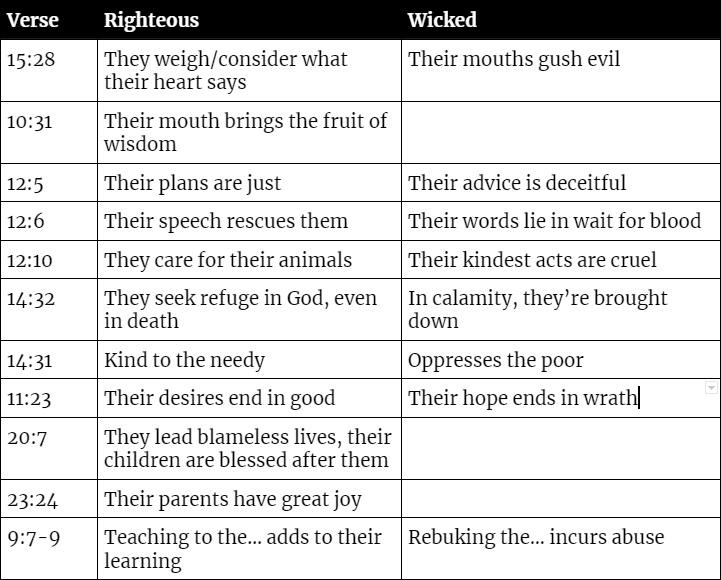 Verse Righteous Wicked
15:28 They weigh/consider what Their mouths gush evil
their heart says
10:31 Their mouth brings the fruit of
wisdom
12:5 Their plans are just Their advice is deceitful
12:6 Their speech rescues them Their words lie in wait for blood
12:10 They care for their animals Their kindest acts are cruel
14:32 They seek refuge in God, even In calamity, they’re brought
in death down
14:31 Kind to the needy Oppresses the poor
11:23 Their desires end in good Their hope ends in wrath
20:7 They lead blameless lives, their
children are blessed after them
23:24 Their parents have great joy
9:7-9 Teaching to the... adds to their Rebuking the... incurs abuse
learning